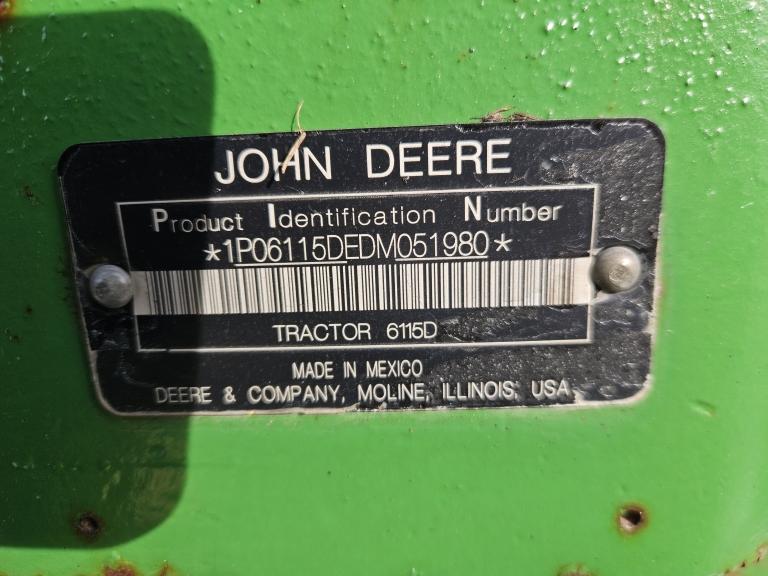 JOHN DEERE
Product Identification Number
*1P06115DEDM051980*
TRACTOR 6115D
MADE IN MEXICO
DEERE & COMPANY, MOLINE, ILLINOIS, USA